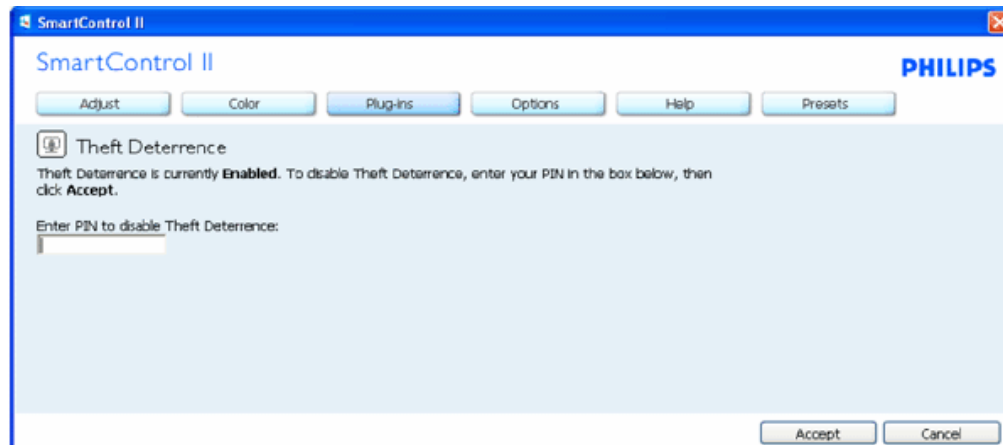 SmartControl II
SmartControl II
PHILIPS
Adjust Color Plug-ins Options Help Presets
Theft Deterrence
Theft Deterrence is currently Enabled. To disable Theft Deterrence, enter your PIN in the box below, then
click Accept.
Enter PIN to disable Theft Deterrence:
Accept Cancel